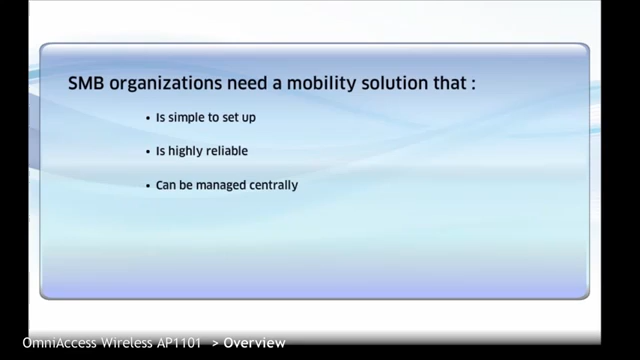 SMB organizations need a mobility solution that :
• Is simple to set up
• Is highly reliable
• Can be managed centrally
OmniAccess Wireless AP1101 > Overview